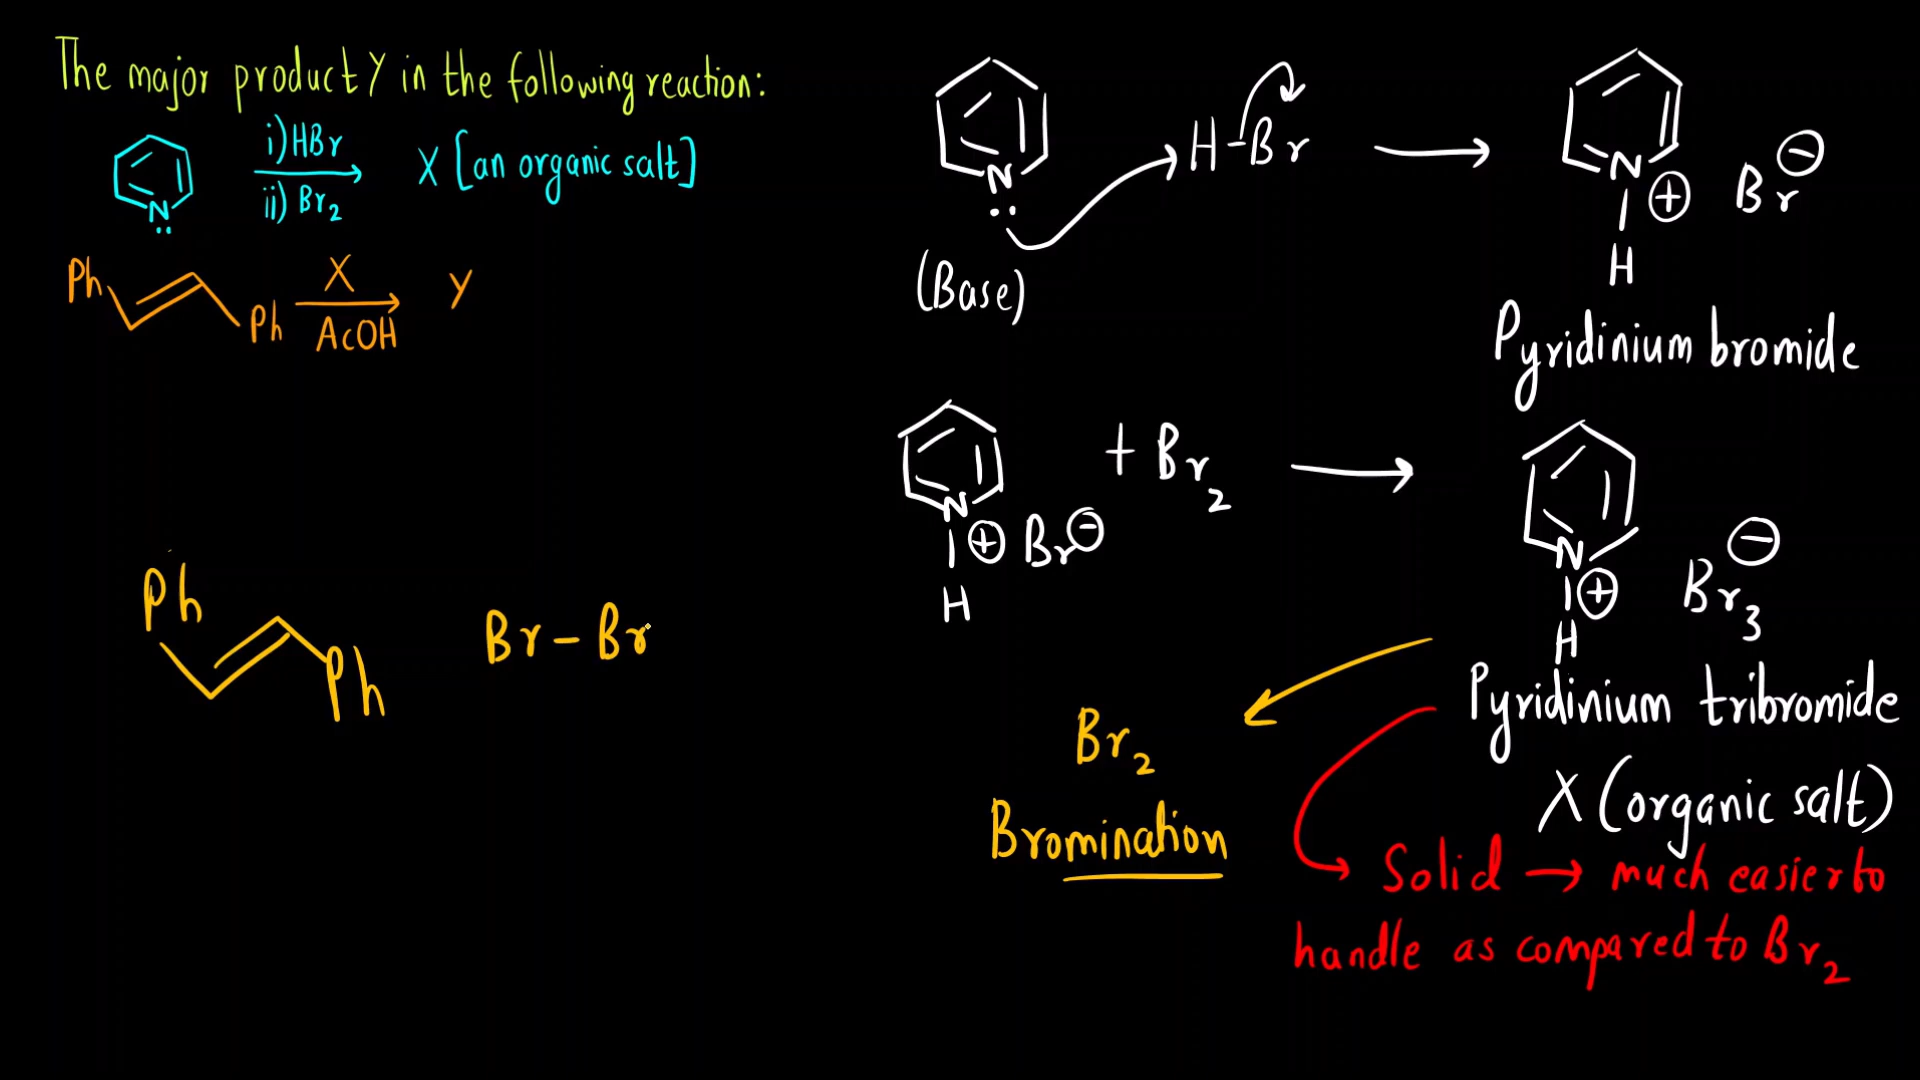 The major product Y in the following reaction:
i) HBr
ii) Br2
N
X [an organic salt]
Ph
Ph
X
AcOH
Y
N
H-Br
(Base)
N
⊕
H
Br⊖
Pyridinium bromide
N
⊕
H
Br⊖
+ Br2
N
⊕
H
Br3⊖
Pyridinium tribromide
X (organic salt)
Ph
Ph
Br - Br
Br2
Bromination
Solid → much easier to
handle as compared to Br2